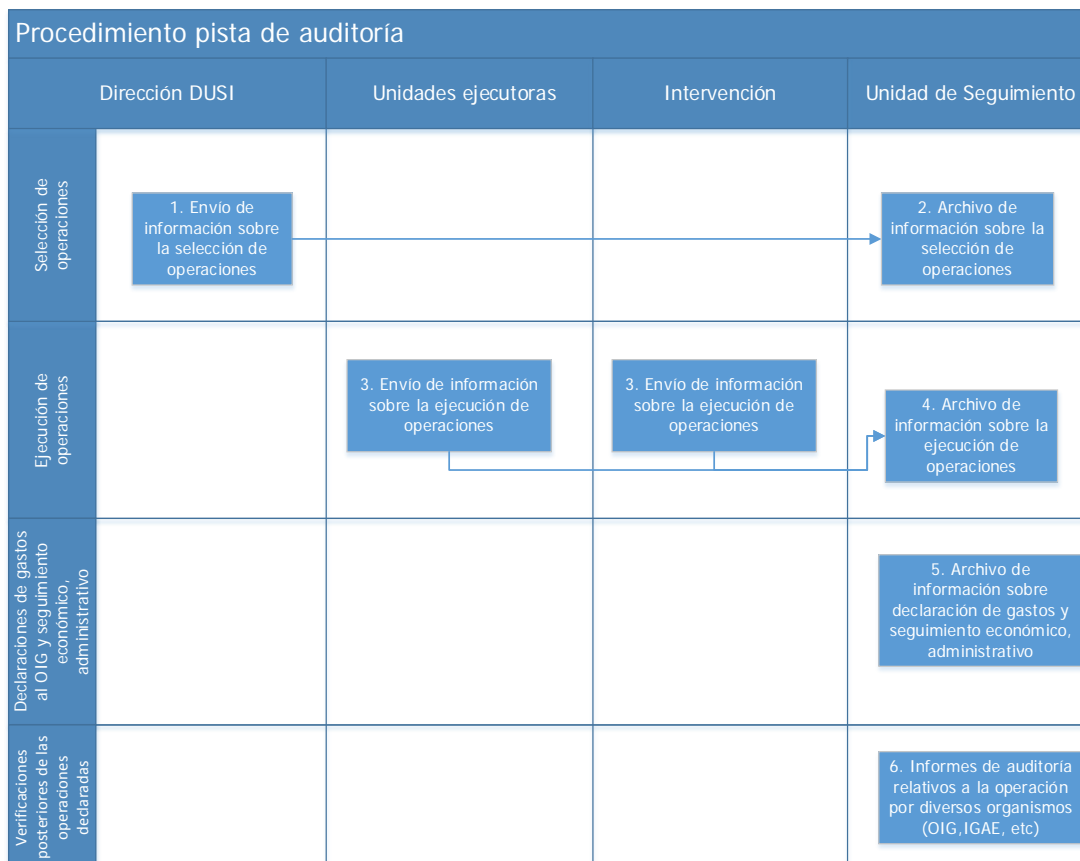 Procedimiento pista de auditoría
Dirección DUSI
Unidades ejecutoras
Intervención
Unidad de Seguimiento
Selección de
operaciones
1. Envío de
información sobre
la selección de
operaciones
2. Archivo de
información sobre la
selección de
operaciones
Ejecución de
operaciones
3. Envío de información
sobre la ejecución de
operaciones
3. Envío de información
sobre la ejecución de
operaciones
4. Archivo de
información sobre la
ejecución de
operaciones
Declaraciones de gastos
al OIG y seguimiento
económico,
administrativo
5. Archivo de
información sobre
declaración de gastos y
seguimiento económico,
administrativo
Verificaciones
posteriores de las
operaciones
declaradas
6. Informes de auditoría
relativos a la operación
por diversos organismos
(OIG,IGAE, etc)